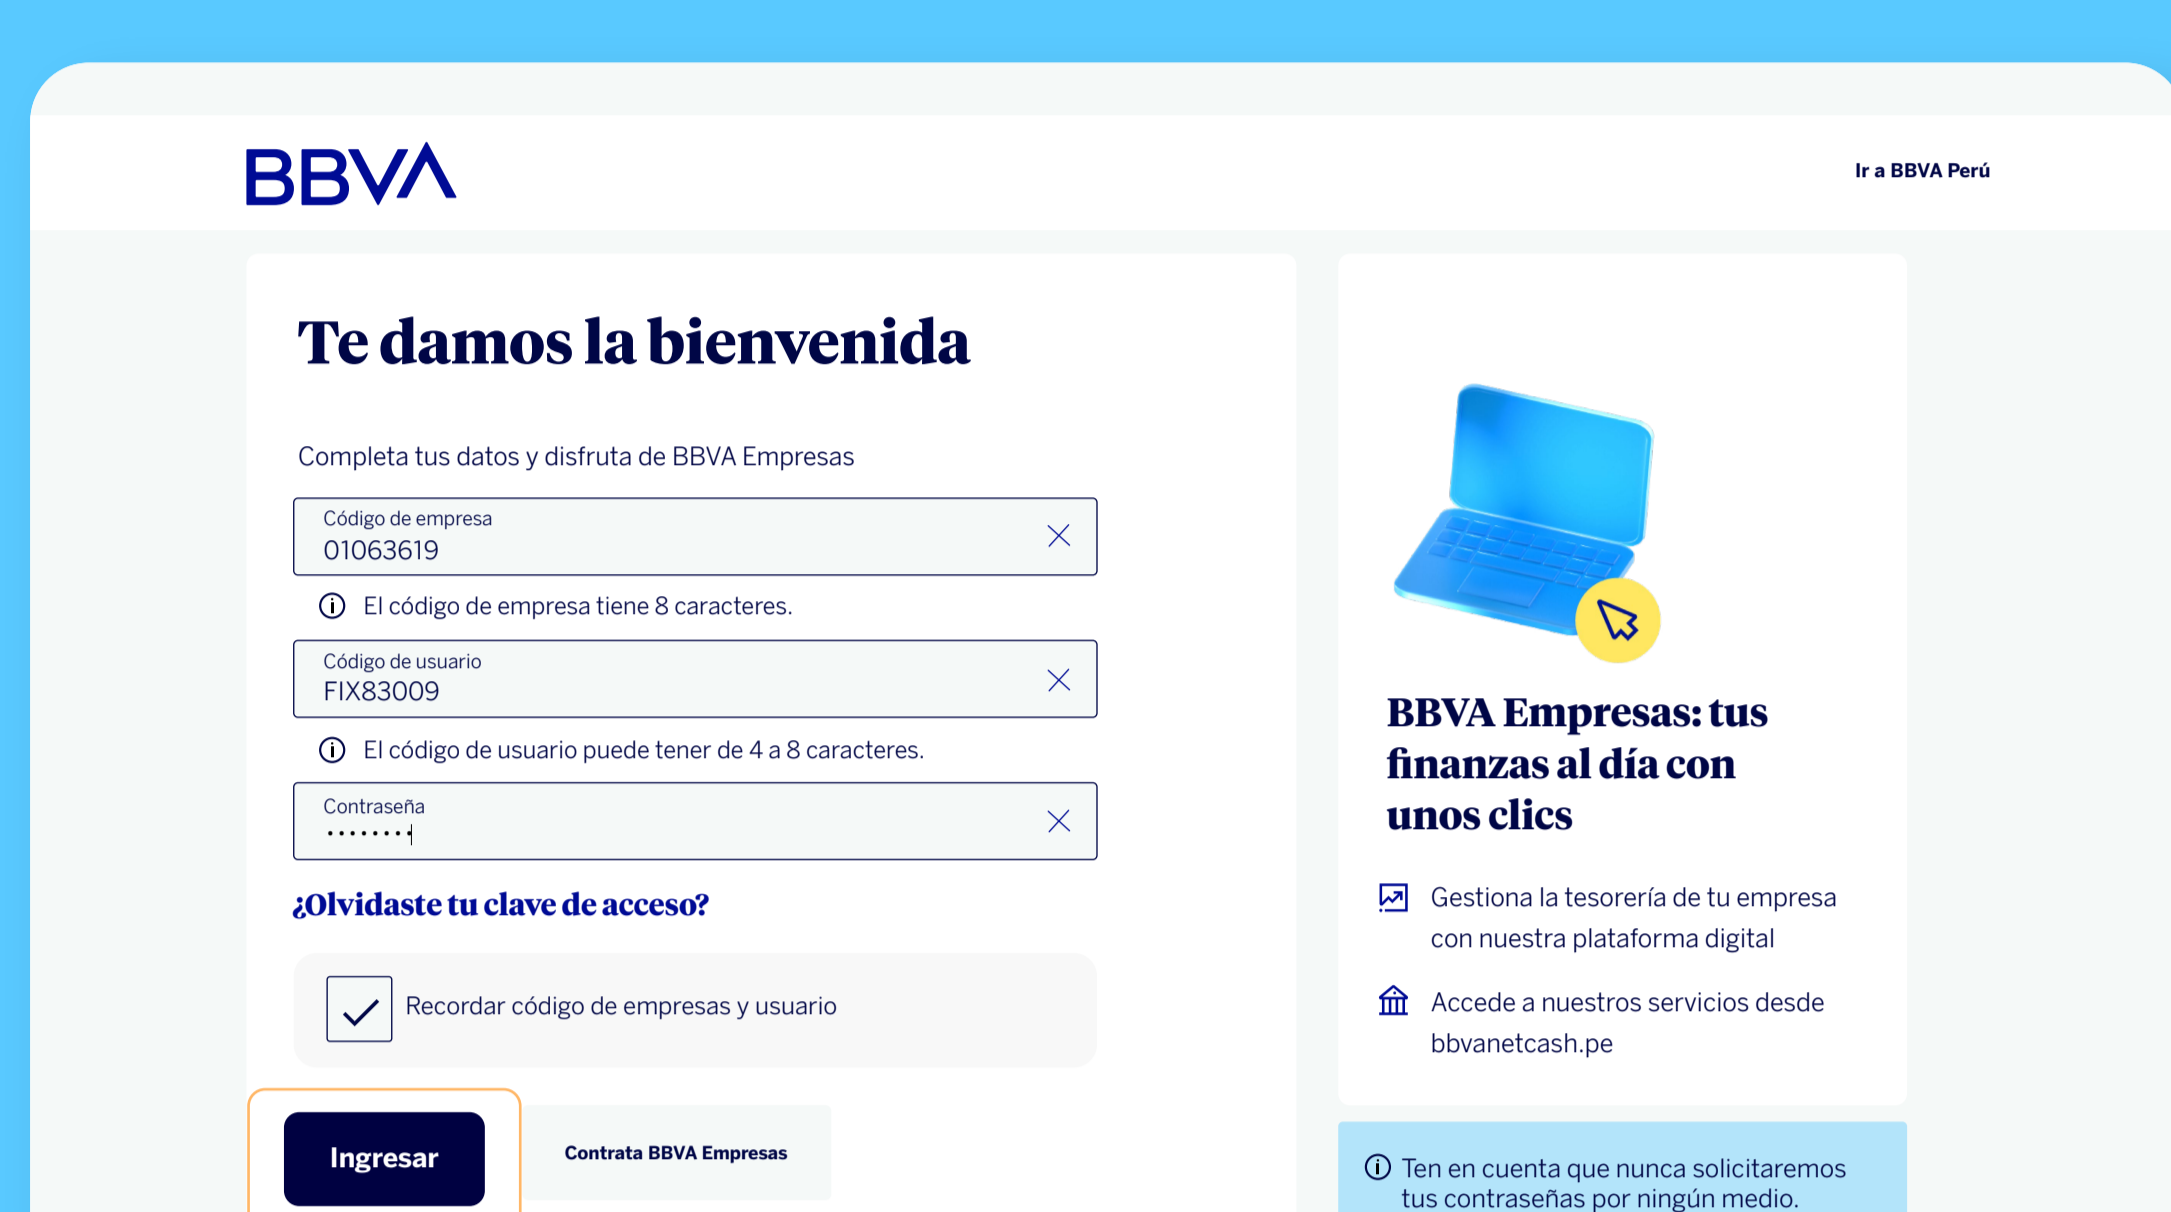 BBVA
Ir a BBVA Perú
Te damos la bienvenida
Completa tus datos y disfruta de BBVA Empresas
Código de empresa
01063619
El código de empresa tiene 8 caracteres.
Código de usuario
FIX83009
El código de usuario puede tener de 4 a 8 caracteres.
Contraseña
••••••••
¿Olvidaste tu clave de acceso?
Recordar código de empresas y usuario
Ingresar
Contrata BBVA Empresas
BBVA Empresas: tus
finanzas al día con
unos clics
Gestiona la tesorería de tu empresa
con nuestra plataforma digital
Accede a nuestros servicios desde
bbvanetcash.pe
Ten en cuenta que nunca solicitaremos
tus contraseñas por ningún medio.